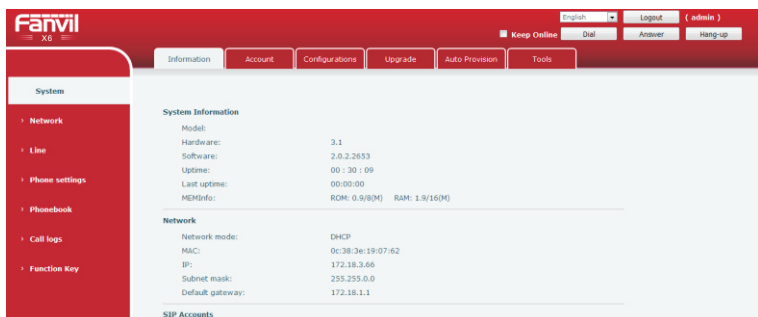 Fanvil
X6
English Logout ( admin )
Keep Online Dial Answer Hang-up
Information Account Configurations Upgrade Auto Provision Tools
System
› Network
› Line
› Phone settings
› Phonebook
› Call logs
› Function Key
System Information
Model:
Hardware: 3.1
Software: 2.0.2.2653
Uptime: 00 : 30 : 09
Last uptime: 00:00:00
MEMInfo: ROM: 0.9/8(M) RAM: 1.9/16(M)
Network
Network mode: DHCP
MAC: 0c:38:3e:19:07:62
IP: 172.18.3.66
Subnet mask: 255.255.0.0
Default gateway: 172.18.1.1
SIP Accounts